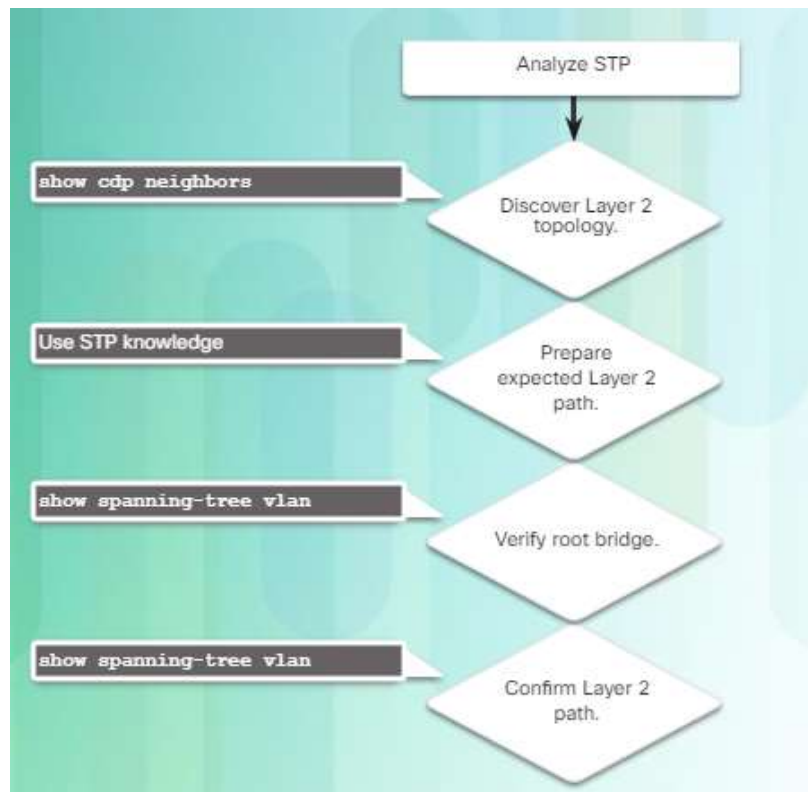 Analyze STP
show cdp neighbors
Discover Layer 2
topology.
Use STP knowledge
Prepare
expected Layer 2
path.
show spanning-tree vlan
Verify root bridge.
show spanning-tree vlan
Confirm Layer 2
path.